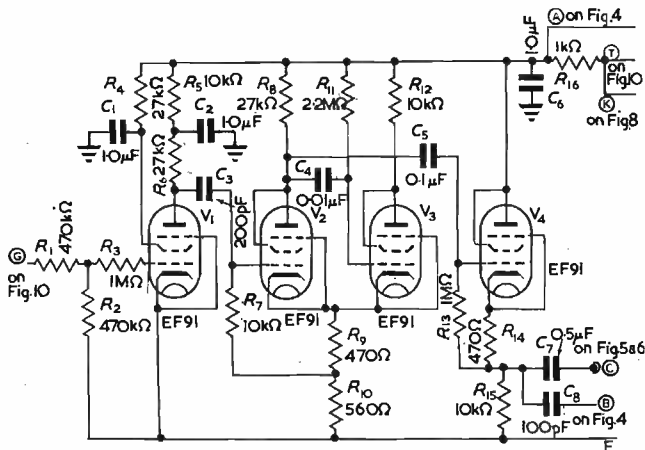 Ⓐ on Fig.4
1kΩ
R16
Ⓣ
on
Fig.10
Ⓚ
on Fig.8
1·0μF
C6
R4
27kΩ
R5 10kΩ
C1
1·0μF
C2
1·0μF
R6 27kΩ
C3
200pF
R8
27kΩ
R11
2·2MΩ
R12
10kΩ
C4
0·01μF
C5
0·1μF
V1
V2
V3
V4
Ⓖ
on
Fig.10
R1
470kΩ
R3
1MΩ
R2
470kΩ
EF91
R7
10kΩ
EF91
EF91
EF91
R9
470Ω
R10
560Ω
R13
1MΩ
R14
470Ω
R15
10kΩ
C7
0·5μF
on Fig.5&6
Ⓒ
C8
100pF
Ⓑ
on Fig.4
E